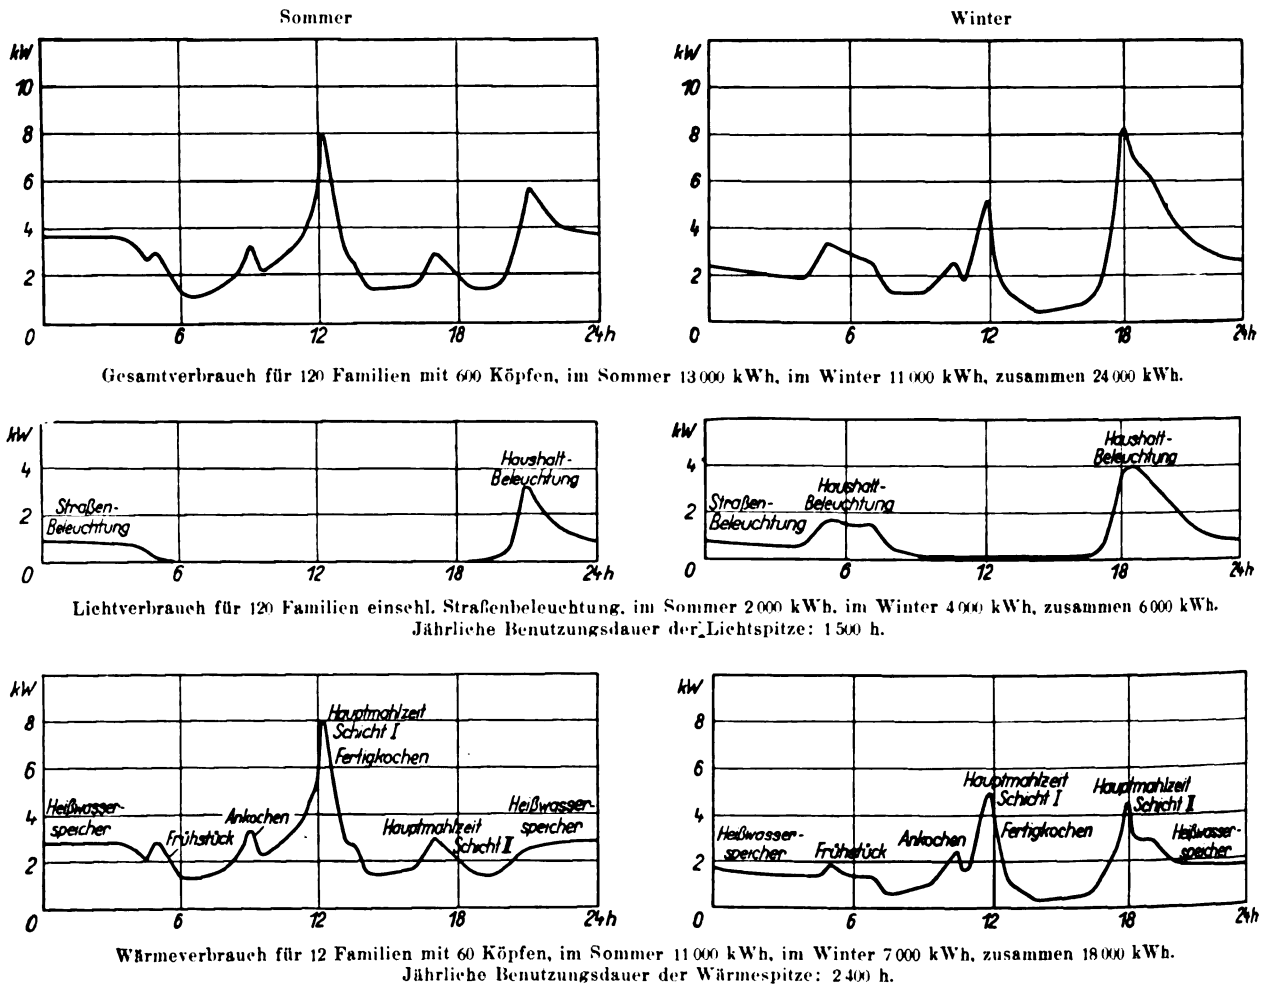 Sommer
Winter
kW
10
8
6
4
2
0
6
12
18
24h
kW
10
8
6
4
2
0
6
12
18
24h
Gesamtverbrauch für 120 Familien mit 600 Köpfen, im Sommer 13000 kWh, im Winter 11000 kWh, zusammen 24000 kWh.
kW
4
2
0
Straßen-
Beleuchtung
Haushalt-
Beleuchtung
6
12
18
24h
kW
4
2
0
Straßen-
Beleuchtung
Haushalt-
Beleuchtung
Haushalt-
Beleuchtung
6
12
18
24h
Lichtverbrauch für 120 Familien einschl. Straßenbeleuchtung, im Sommer 2000 kWh, im Winter 4000 kWh, zusammen 6000 kWh.
Jährliche Benutzungsdauer der Lichtspitze: 1500 h.
kW
8
6
4
2
0
Heißwasser-
speicher
Frühstück
Ankochen
Hauptmahlzeit
Schicht I
Fertigkochen
Hauptmahlzeit
Schicht II
Heißwasser-
speicher
6
12
18
24h
kW
8
6
4
2
0
Heißwasser-
speicher
Frühstück
Ankochen
Hauptmahlzeit
Schicht I
Fertigkochen
Hauptmahlzeit
Schicht II
Heißwasser-
speicher
6
12
18
24h
Wärmeverbrauch für 12 Familien mit 60 Köpfen, im Sommer 11000 kWh, im Winter 7000 kWh, zusammen 18000 kWh.
Jährliche Benutzungsdauer der Wärmespitze: 2400 h.